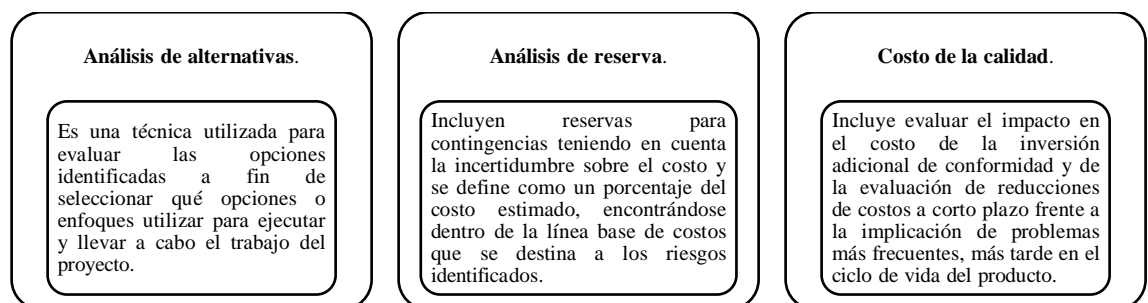 Análisis de alternativas.
Es una técnica utilizada para
evaluar las opciones
identificadas a fin de
seleccionar qué opciones o
enfoques utilizar para ejecutar
y llevar a cabo el trabajo del
proyecto.
Análisis de reserva.
Incluyen reservas para
contingencias teniendo en cuenta
la incertidumbre sobre el costo y
se define como un porcentaje del
costo estimado, encontrándose
dentro de la línea base de costos
que se destina a los riesgos
identificados.
Costo de la calidad.
Incluye evaluar el impacto en
el costo de la inversión
adicional de conformidad y de
la evaluación de reducciones
de costos a corto plazo frente a
la implicación de problemas
más frecuentes, más tarde en el
ciclo de vida del producto.